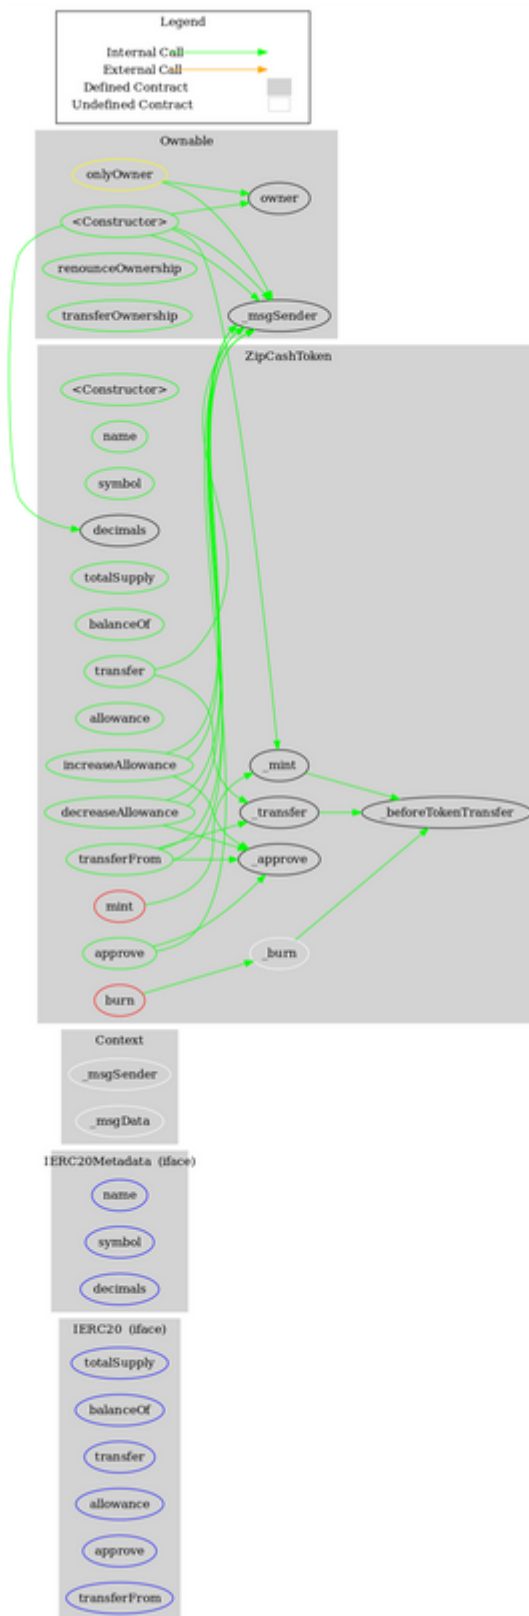 Legend
Internal Call
External Call
Defined Contract
Undefined Contract
Ownable
onlyOwner
owner
<Constructor>
renounceOwnership
transferOwnership
_msgSender
ZipCashToken
<Constructor>
name
symbol
decimals
totalSupply
balanceOf
transfer
allowance
increaseAllowance
_mint
decreaseAllowance
_transfer
_beforeTokenTransfer
transferFrom
_approve
mint
approve
_burn
burn
Context
_msgSender
_msgData
IERC20Metadata (iface)
name
symbol
decimals
IERC20 (iface)
totalSupply
balanceOf
transfer
allowance
approve
transferFrom